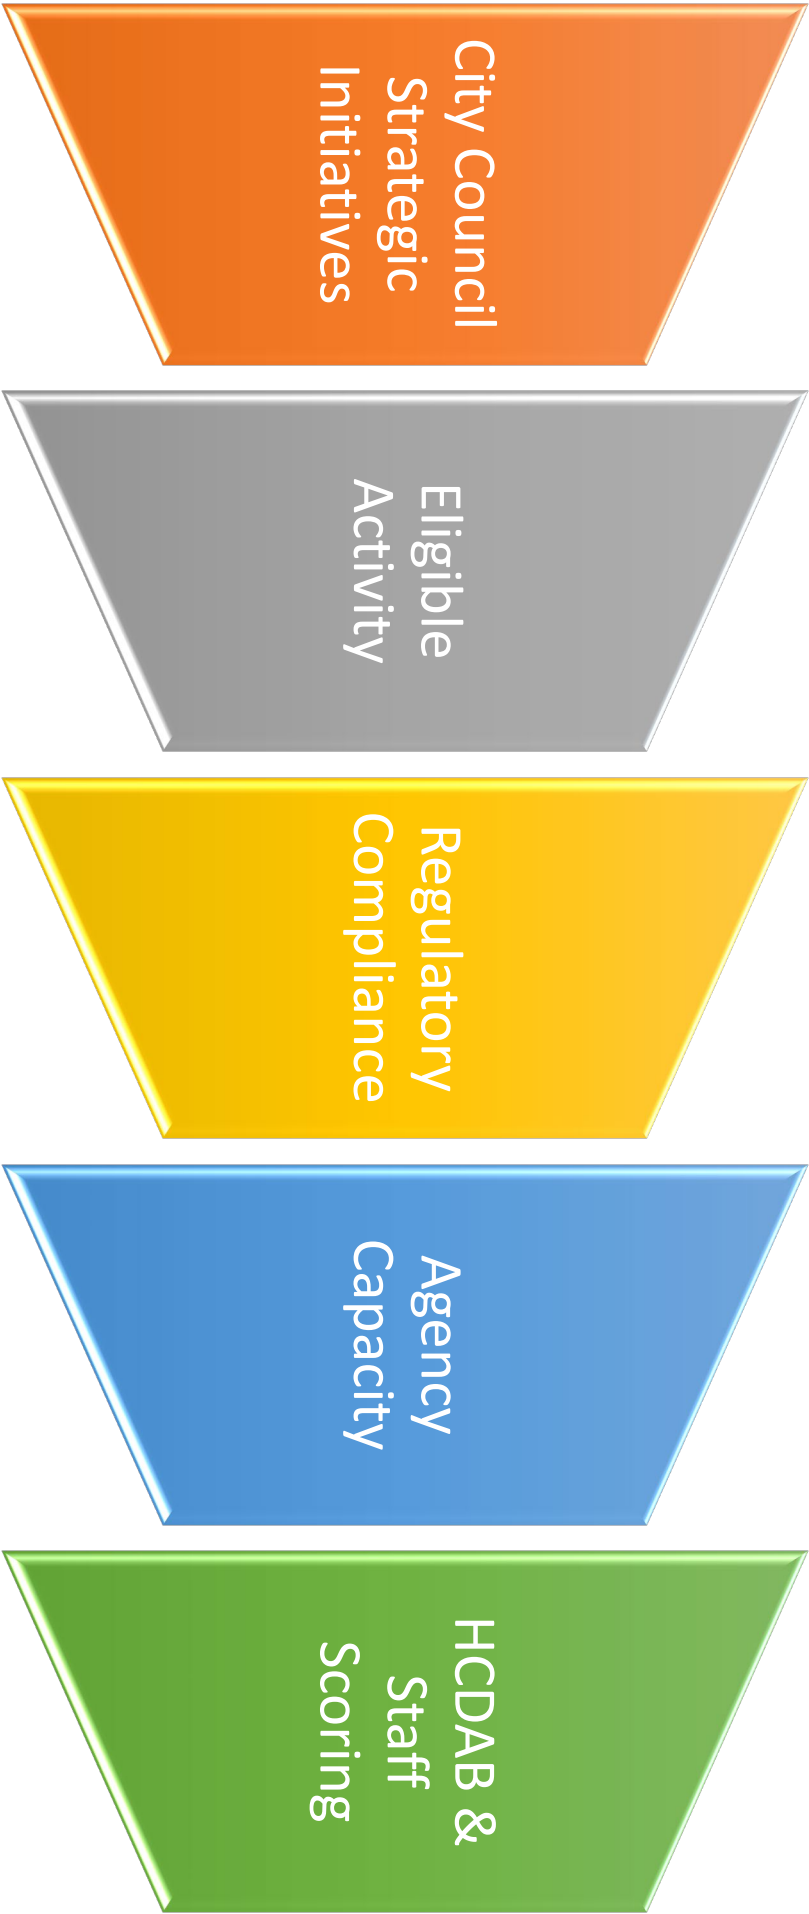 City Council
Strategic
Initiatives
Eligible
Activity
Regulatory
Compliance
Agency
Capacity
HCDAB &
Staff
Scoring